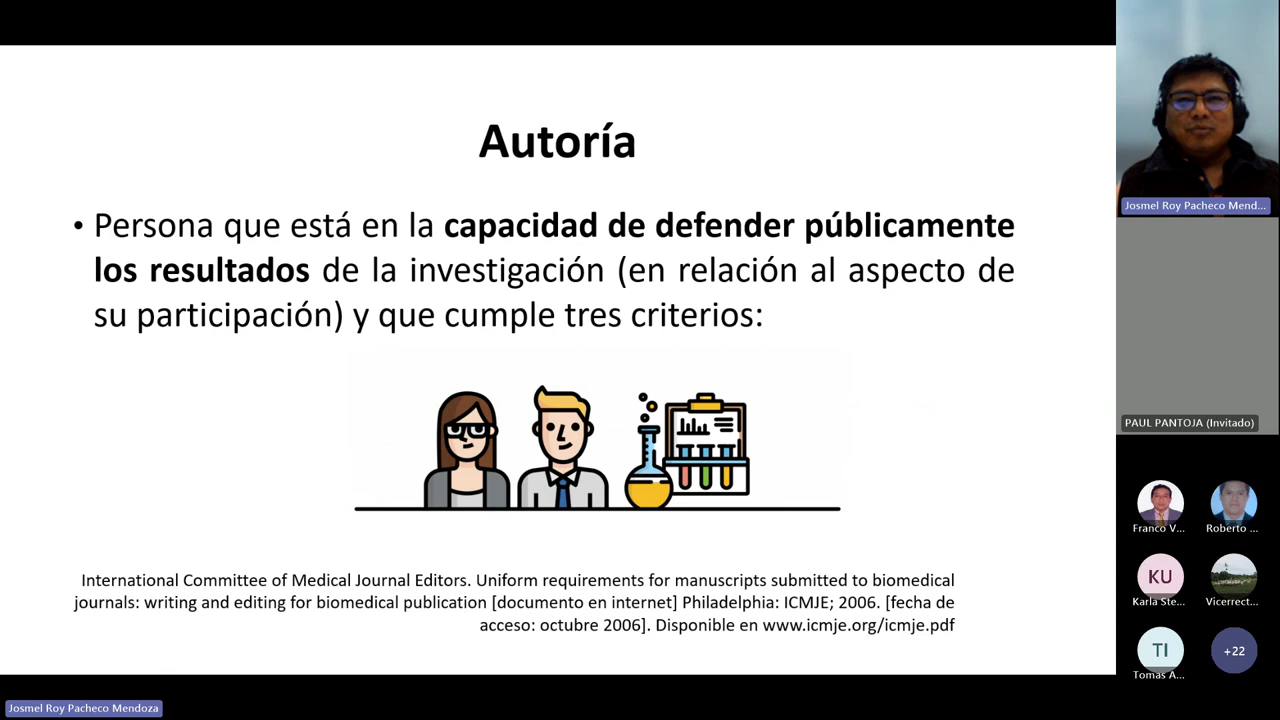 Autoría
• Persona que está en la capacidad de defender públicamente
los resultados de la investigación (en relación al aspecto de
su participación) y que cumple tres criterios:
International Committee of Medical Journal Editors. Uniform requirements for manuscripts submitted to biomedical
journals: writing and editing for biomedical publication [documento en internet] Philadelphia: ICMJE; 2006. [fecha de
acceso: octubre 2006]. Disponible en www.icmje.org/icmje.pdf
Josmel Roy Pacheco Mend...
PAUL PANTOJA (Invitado)
Franco V...
Roberto ...
KU
Karla Ste...
Vicerrect...
TI
Tomas A...
+22
Josmel Roy Pacheco Mendoza